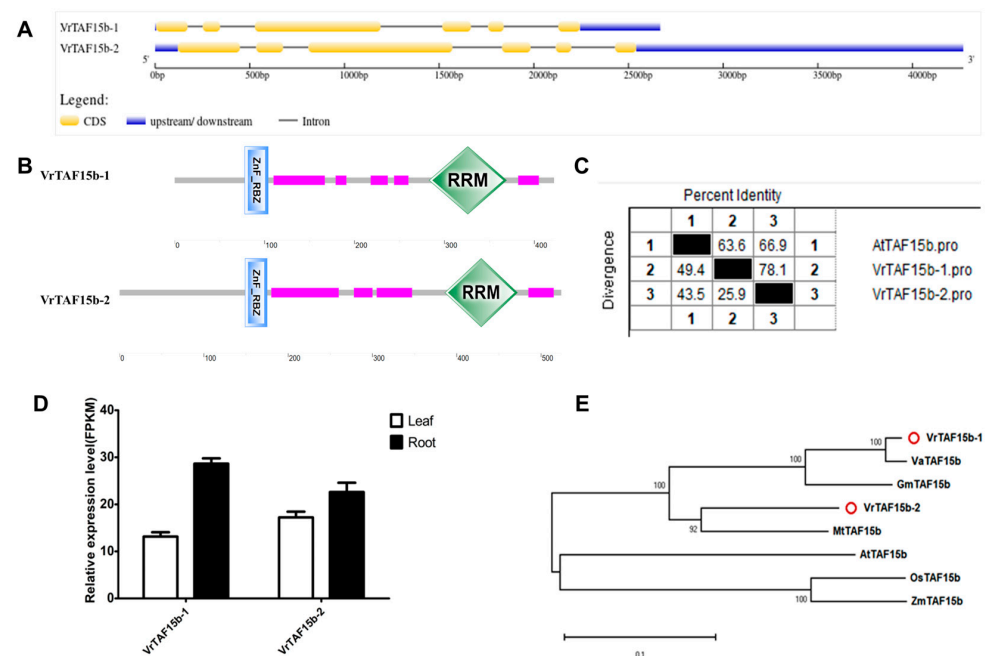 A
VrTAF15b-1
VrTAF15b-2
5' 3'
0bp 500bp 1000bp 1500bp 2000bp 2500bp 3000bp 3500bp 4000bp
Legend:
CDS upstream/ downstream Intron
B
VrTAF15b-1
ZnF_RBZ
RRM
0 100 200 300 400
VrTAF15b-2
ZnF_RBZ
RRM
0 100 200 300 400 500
C
Percent Identity
Divergence
1 2 3
1 63.6 66.9 1 AtTAF15b.pro
2 49.4 78.1 2 VrTAF15b-1.pro
3 43.5 25.9 3 VrTAF15b-2.pro
1 2 3
D
Relative expression level(FPKM)
40
30
20
10
0
Leaf
Root
VrTAF15b-1
VrTAF15b-2
E
100 VrTAF15b-1
VaTAF15b
100
GmTAF15b
100
VrTAF15b-2
92
MtTAF15b
AtTAF15b
OsTAF15b
100
ZmTAF15b
0.1